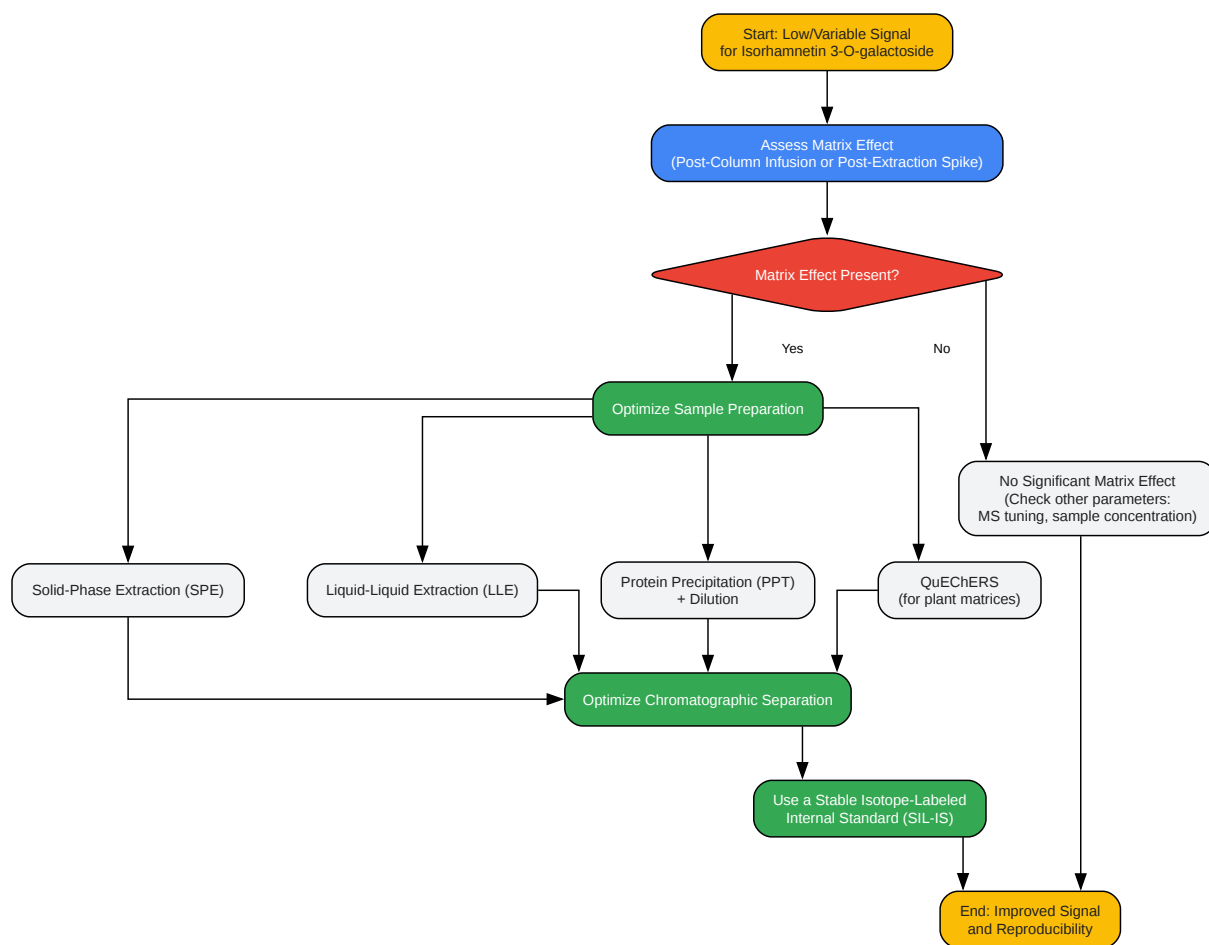 Start: Low/Variable Signal
for Isorhamnetin 3-O-galactoside
Assess Matrix Effect
(Post-Column Infusion or Post-Extraction Spike)
Matrix Effect Present?
Yes
No
Optimize Sample Preparation
No Significant Matrix Effect
(Check other parameters:
MS tuning, sample concentration)
Solid-Phase Extraction (SPE)
Liquid-Liquid Extraction (LLE)
Protein Precipitation (PPT)
+ Dilution
QuEChERS
(for plant matrices)
Optimize Chromatographic Separation
Use a Stable Isotope-Labeled
Internal Standard (SIL-IS)
End: Improved Signal
and Reproducibility